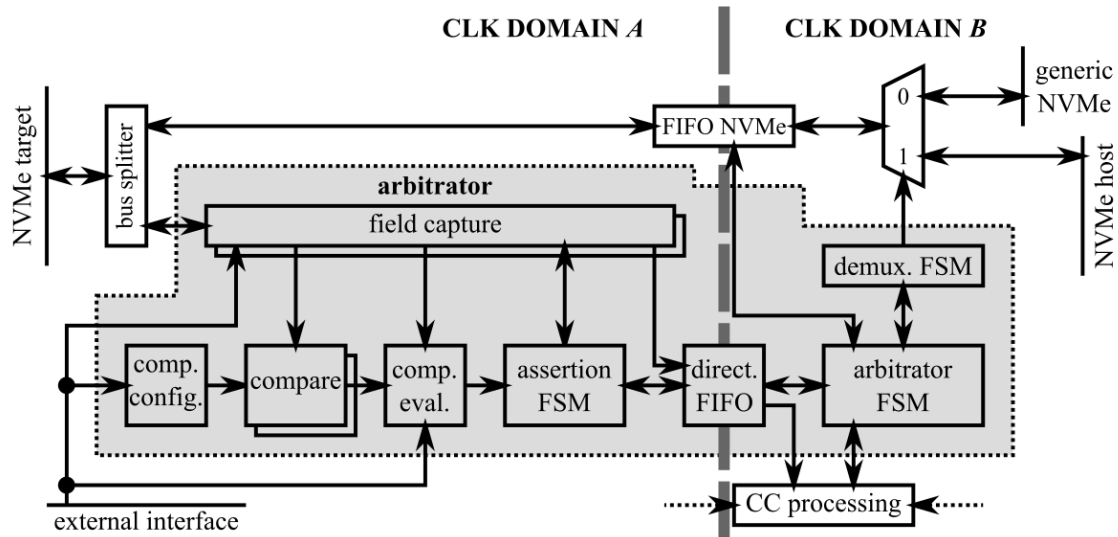 CLK DOMAIN A
CLK DOMAIN B
generic
NVMe
0
FIFO NVMe
NVMe target
bus splitter
1
NVMe host
arbitrator
field capture
demux. FSM
comp.
config.
compare
comp.
eval.
assertion
FSM
direct.
FIFO
arbitrator
FSM
CC processing
external interface